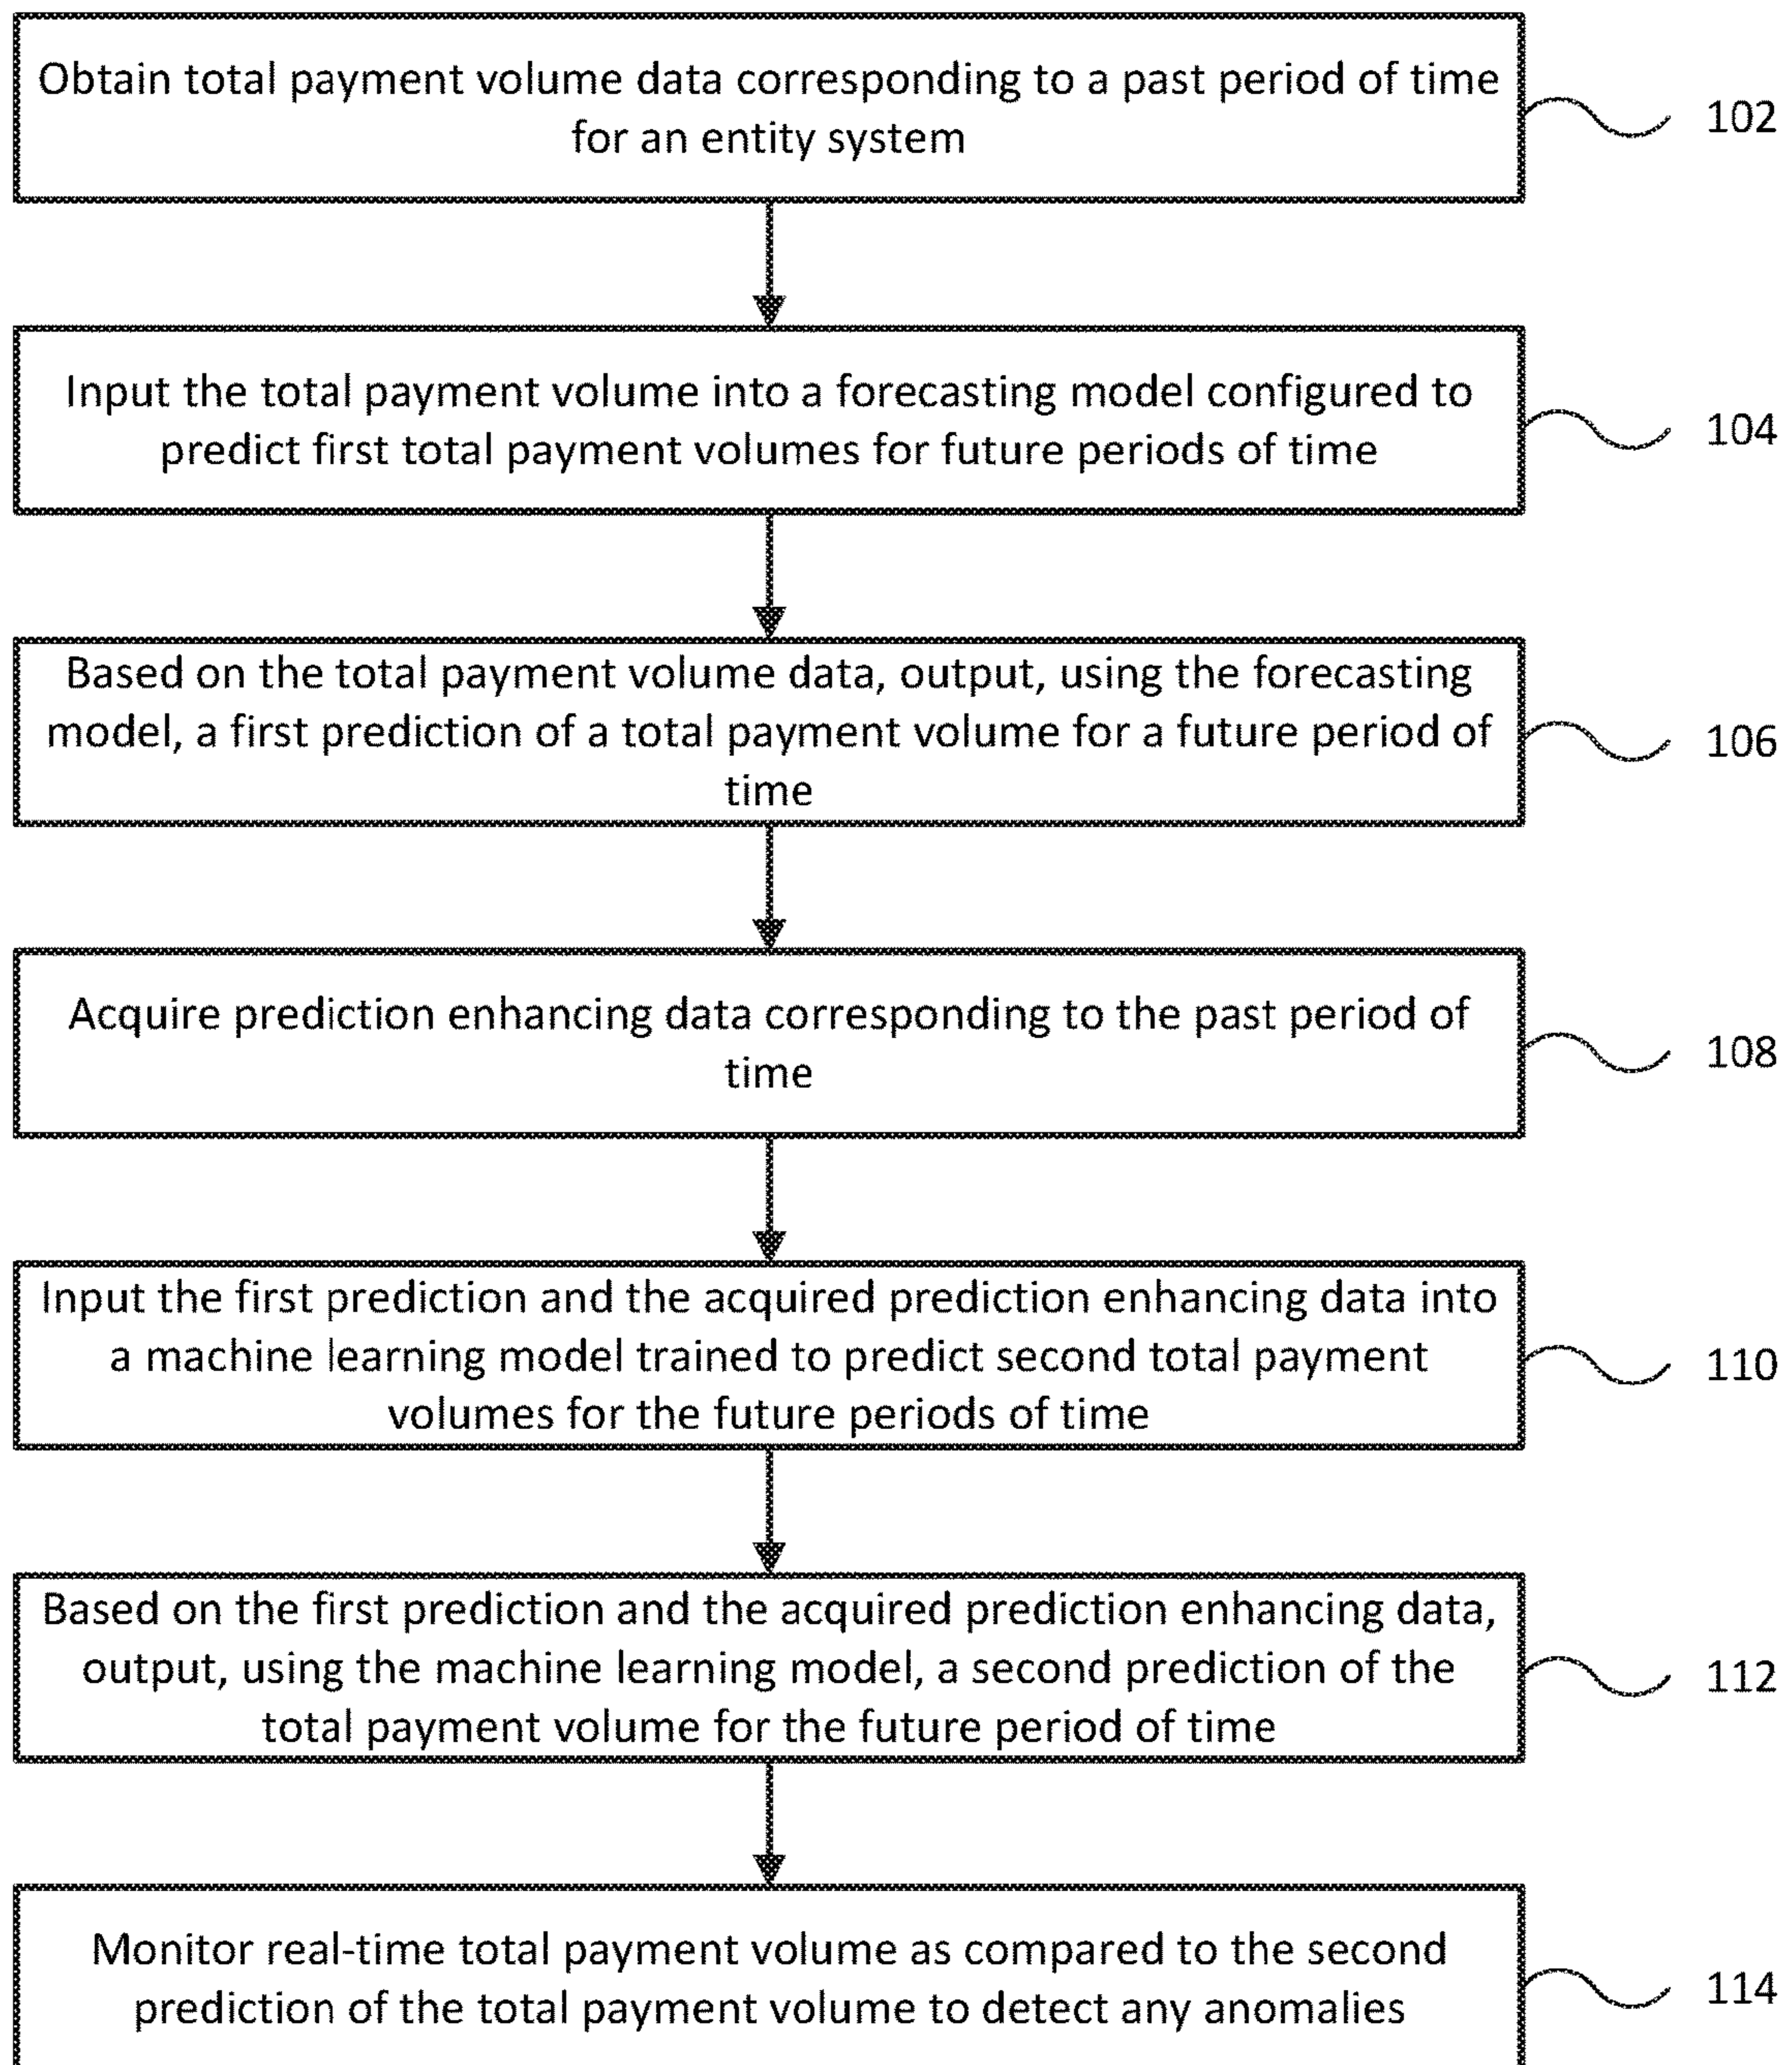 Obtain total payment volume data corresponding to a past period of time
for an entity system
102
Input the total payment volume into a forecasting model configured to
predict first total payment volumes for future periods of time
104
Based on the total payment volume data, output, using the forecasting
model, a first prediction of a total payment volume for a future period of
time
106
Acquire prediction enhancing data corresponding to the past period of
time
108
Input the first prediction and the acquired prediction enhancing data into
a machine learning model trained to predict second total payment
volumes for the future periods of time
110
Based on the first prediction and the acquired prediction enhancing data,
output, using the machine learning model, a second prediction of the
total payment volume for the future period of time
112
Monitor real-time total payment volume as compared to the second
prediction of the total payment volume to detect any anomalies
114